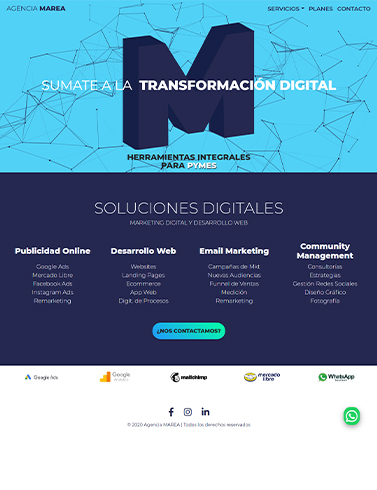 AGENCIA MAREA
SERVICIOS PLANES CONTACTO
SUMATE A LA TRANSFORMACIÓN DIGITAL
HERRAMIENTAS INTEGRALES
PARA PYMES
SOLUCIONES DIGITALES
MARKETING DIGITAL Y DESARROLLO WEB
Publicidad Online
Google Ads
Mercado Libre
Facebook Ads
Instagram Ads
Remarketing
Desarrollo Web
Websites
Landing Pages
Ecommerce
App Web
Digit. de Procesos
Email Marketing
Campañas de Mkt
Nuevas Audiencias
Funnel de Ventas
Medición
Remarketing
Community
Management
Consultorías
Estrategias
Gestión Redes Sociales
Diseño Gráfico
Fotografía
¿NOS CONTACTAMOS?
Google Ads
Google
Analytics
mailchimp
mercado
libre
WhatsApp
© 2020 Agencia MAREA | Todos los derechos reservados